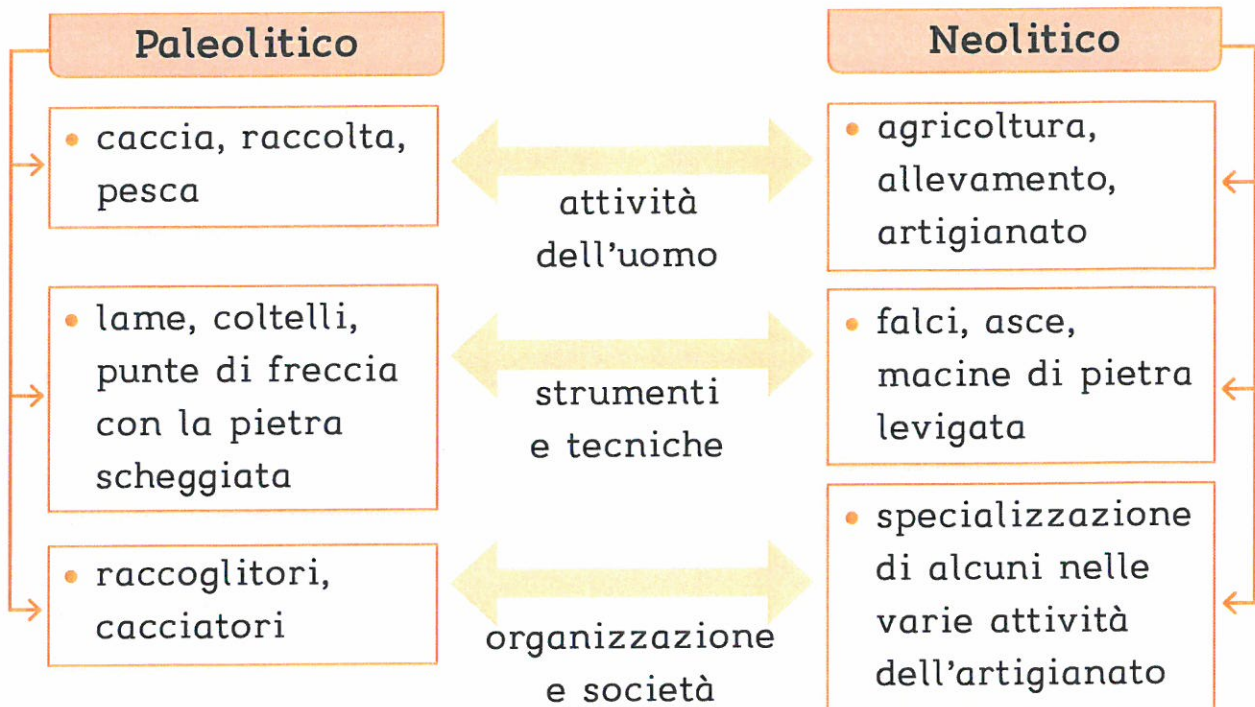 Paleolitico
Neolitico
• caccia, raccolta,
pesca
attività
dell'uomo
• agricoltura,
allevamento,
artigianato
• lame, coltelli,
punte di freccia
con la pietra
scheggiata
strumenti
e tecniche
• falci, asce,
macine di pietra
levigata
• raccoglitori,
cacciatori
organizzazione
e società
• specializzazione
di alcuni nelle
varie attività
dell'artigianato